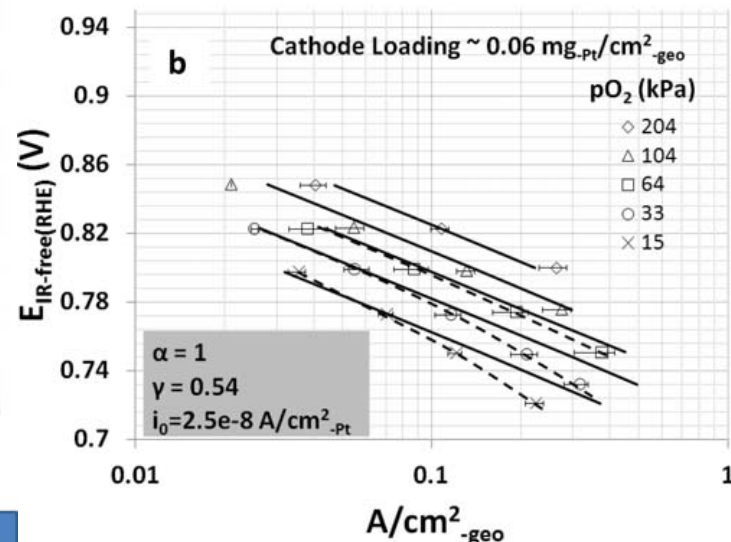 0.94
0.9
0.86
0.82
0.78
0.74
0.7
E_IR-free(RHE) (V)
b
Cathode Loading ~ 0.06 mg-Pt/cm²-geo
pO₂ (kPa)
204
104
64
33
15
α = 1
γ = 0.54
i₀=2.5e-8 A/cm²-Pt
0.01
0.1
1
A/cm²-geo